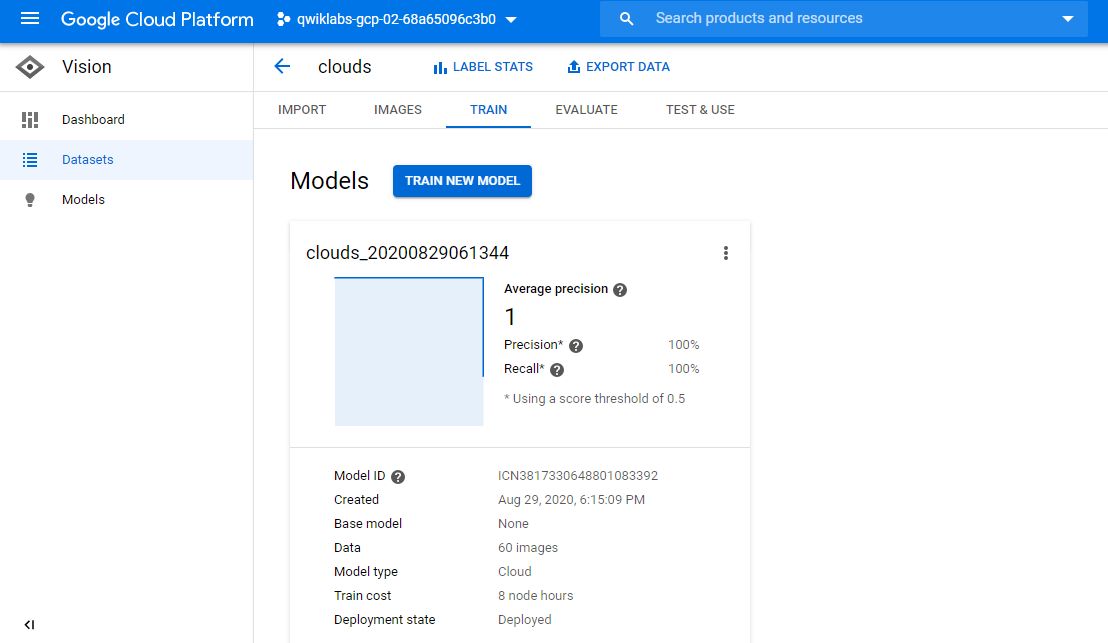 Google Cloud Platform qwiklabs-gcp-02-68a65096c3b0 Search products and resources
Vision
clouds LABEL STATS EXPORT DATA
IMPORT IMAGES TRAIN EVALUATE TEST & USE
Dashboard
Datasets
Models
Models TRAIN NEW MODEL
clouds_20200829061344
Average precision ?
1
Precision* ? 100%
Recall* ? 100%
* Using a score threshold of 0.5
Model ID ? ICN3817330648801083392
Created Aug 29, 2020, 6:15:09 PM
Base model None
Data 60 images
Model type Cloud
Train cost 8 node hours
Deployment state Deployed